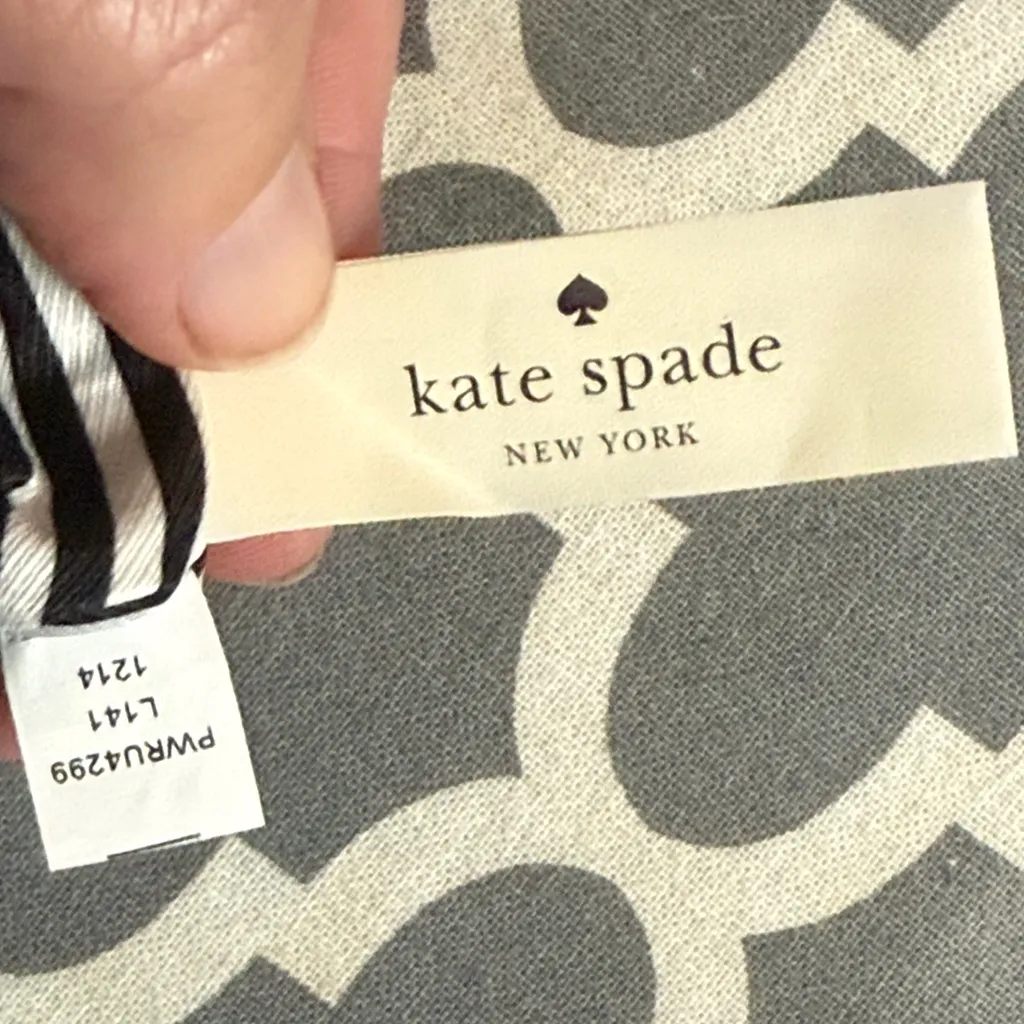 kate spade
NEW YORK
PWRU4299
L141
1214